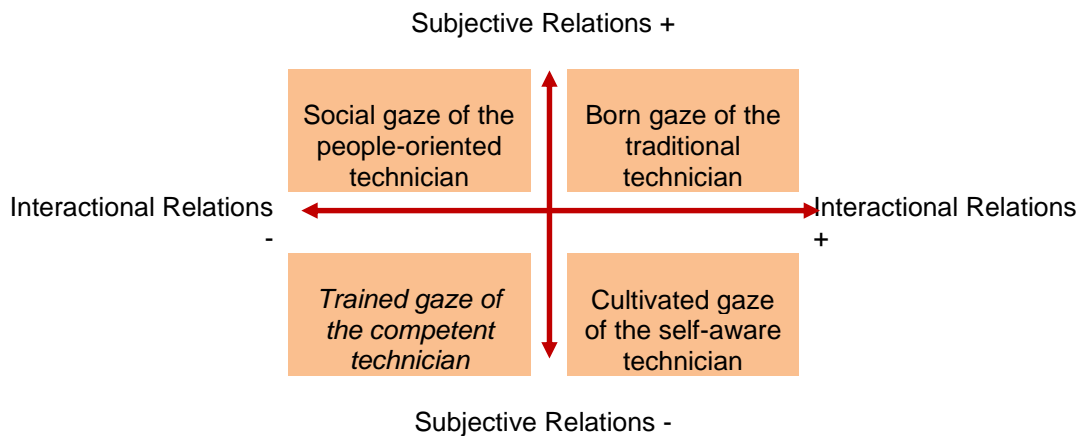 Subjective Relations +
Social gaze of the
people-oriented
technician
Born gaze of the
traditional
technician
Interactional Relations
-
Interactional Relations
+
Trained gaze of
the competent
technician
Cultivated gaze
of the self-aware
technician
Subjective Relations -